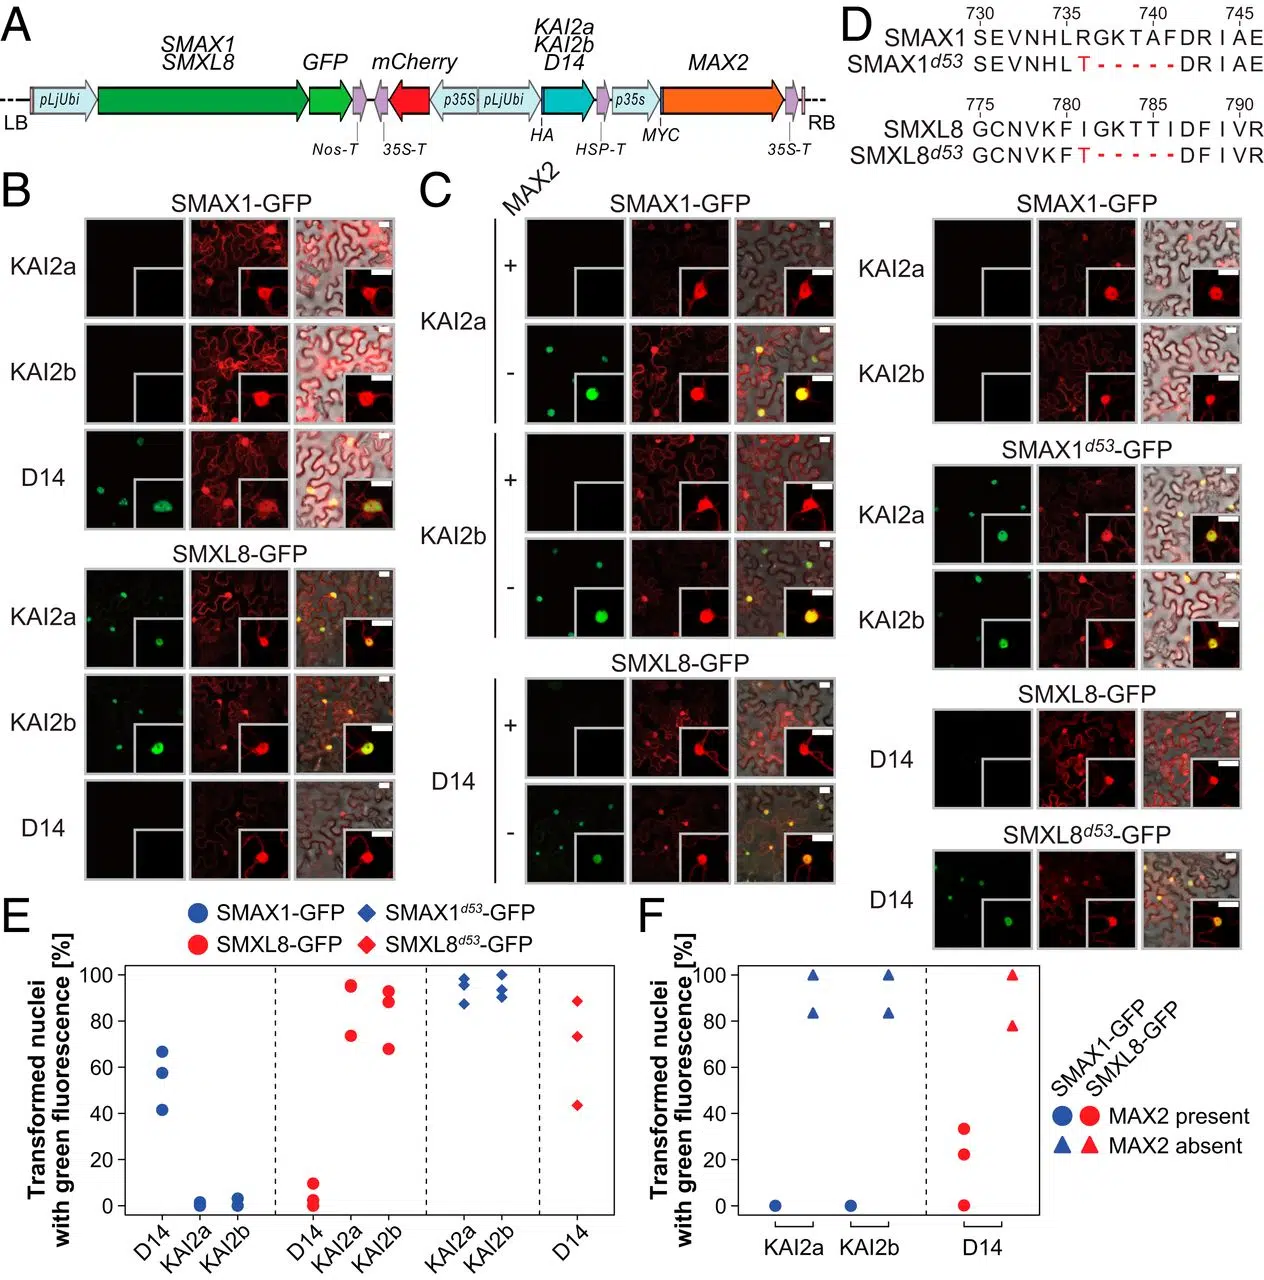 A
KAI2a
KAI2b
SMAX1
SMXL8
GFP
mCherry
D14
MAX2
pLjUbi
p35S
pLjUbi
p35s
LB
RB
HA
MYC
Nos-T
35S-T
HSP-T
35S-T
D
730 735 740 745
SMAX1 SEVNHLRGKTAFDRIAE
SMAX1d53 SEVNHLT-----DRIAE
775 780 785 790
SMXL8 GCNVKFIGKTTIDFIVR
SMXL8d53 GCNVKFT-----DFIVR
B
SMAX1-GFP
KAI2a
KAI2b
D14
SMXL8-GFP
KAI2a
KAI2b
D14
C
MAX2
SMAX1-GFP
KAI2a
+
-
KAI2b
+
-
SMXL8-GFP
D14
+
-
SMAX1-GFP
KAI2a
KAI2b
SMAX1d53-GFP
KAI2a
KAI2b
SMXL8-GFP
D14
SMXL8d53-GFP
D14
E
SMAX1-GFP SMAX1d53-GFP
SMXL8-GFP SMXL8d53-GFP
Transformed nuclei
with green fluorescence [%]
100
80
60
40
20
0
D14 KAI2a KAI2b D14 KAI2a KAI2b KAI2a KAI2b D14
F
Transformed nuclei
with green fluorescence [%]
100
80
60
40
20
0
KAI2a KAI2b D14
SMAX1-GFP
SMXL8-GFP
MAX2 present
MAX2 absent